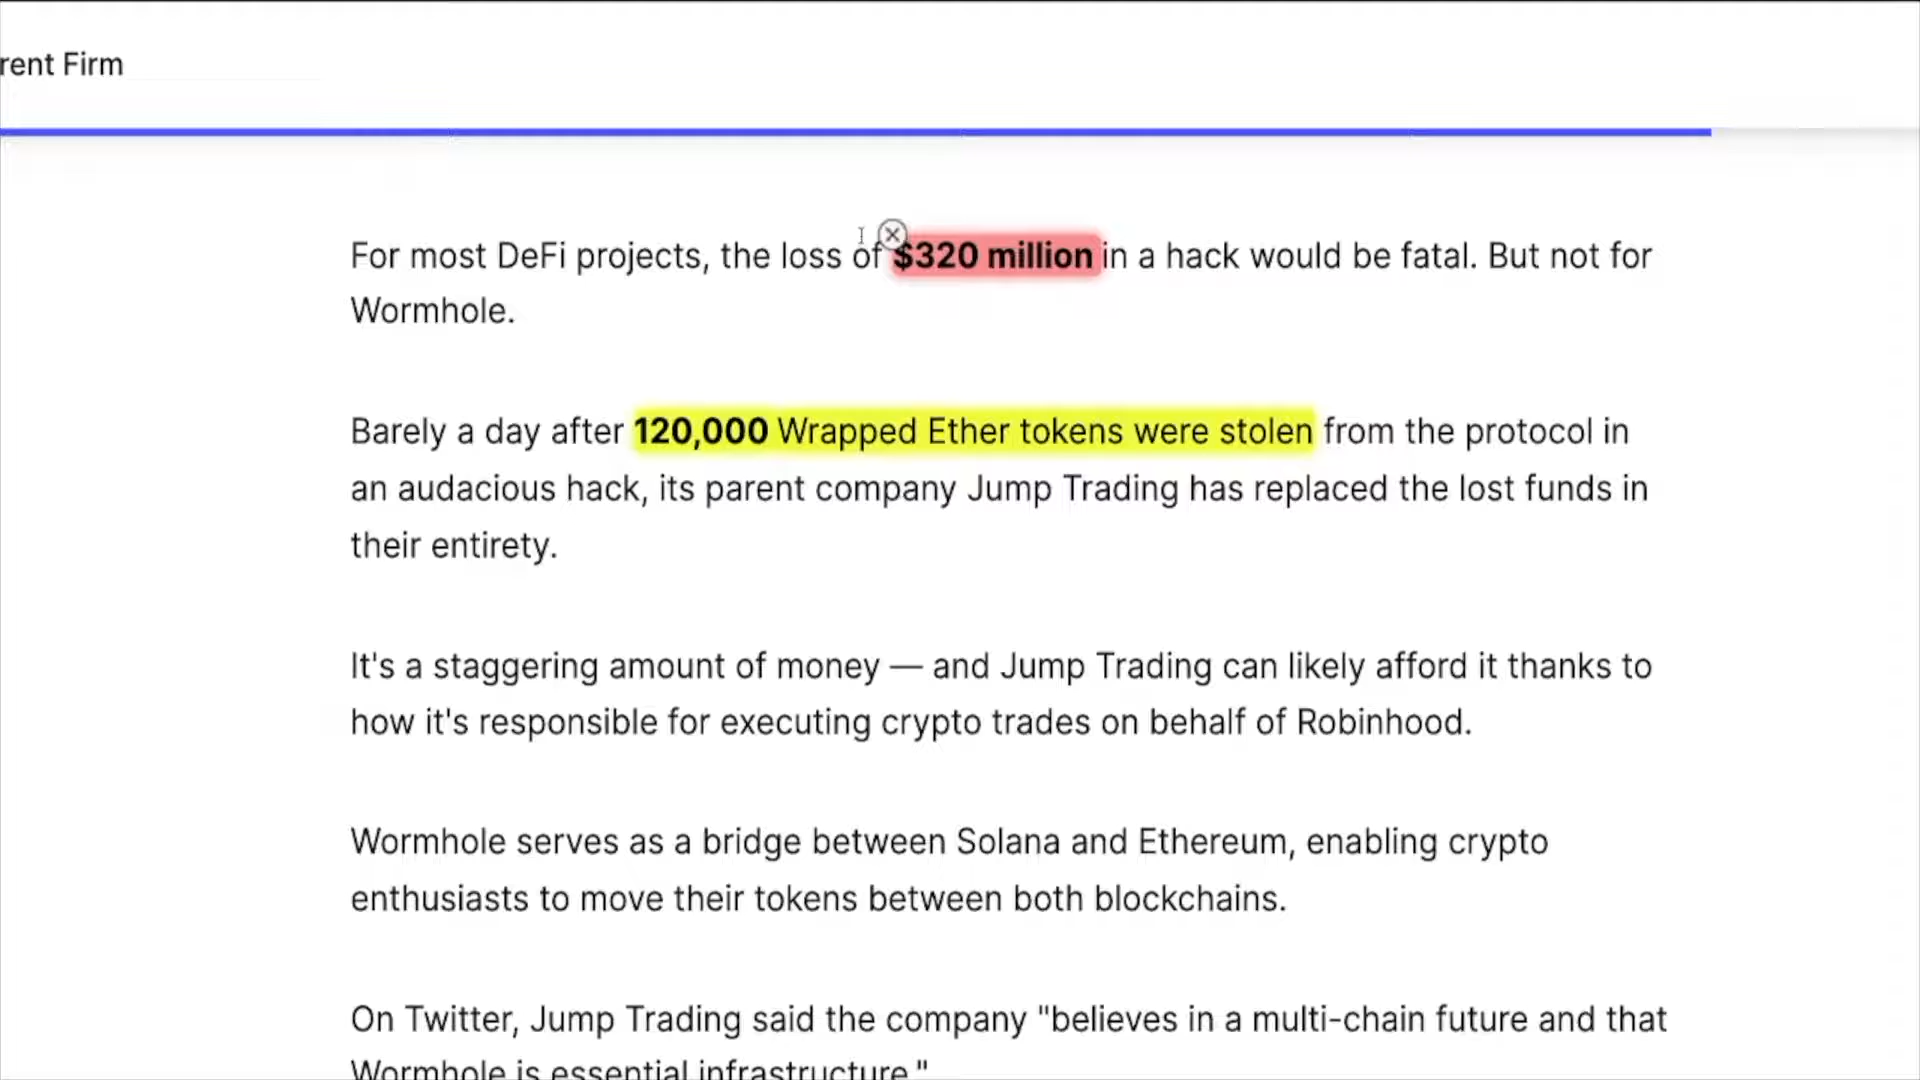 rent Firm
For most DeFi projects, the loss of $320 million in a hack would be fatal. But not for
Wormhole.
Barely a day after 120,000 Wrapped Ether tokens were stolen from the protocol in
an audacious hack, its parent company Jump Trading has replaced the lost funds in
their entirety.
It's a staggering amount of money — and Jump Trading can likely afford it thanks to
how it's responsible for executing crypto trades on behalf of Robinhood.
Wormhole serves as a bridge between Solana and Ethereum, enabling crypto
enthusiasts to move their tokens between both blockchains.
On Twitter, Jump Trading said the company "believes in a multi-chain future and that
Wormhole is essential infrastructure."